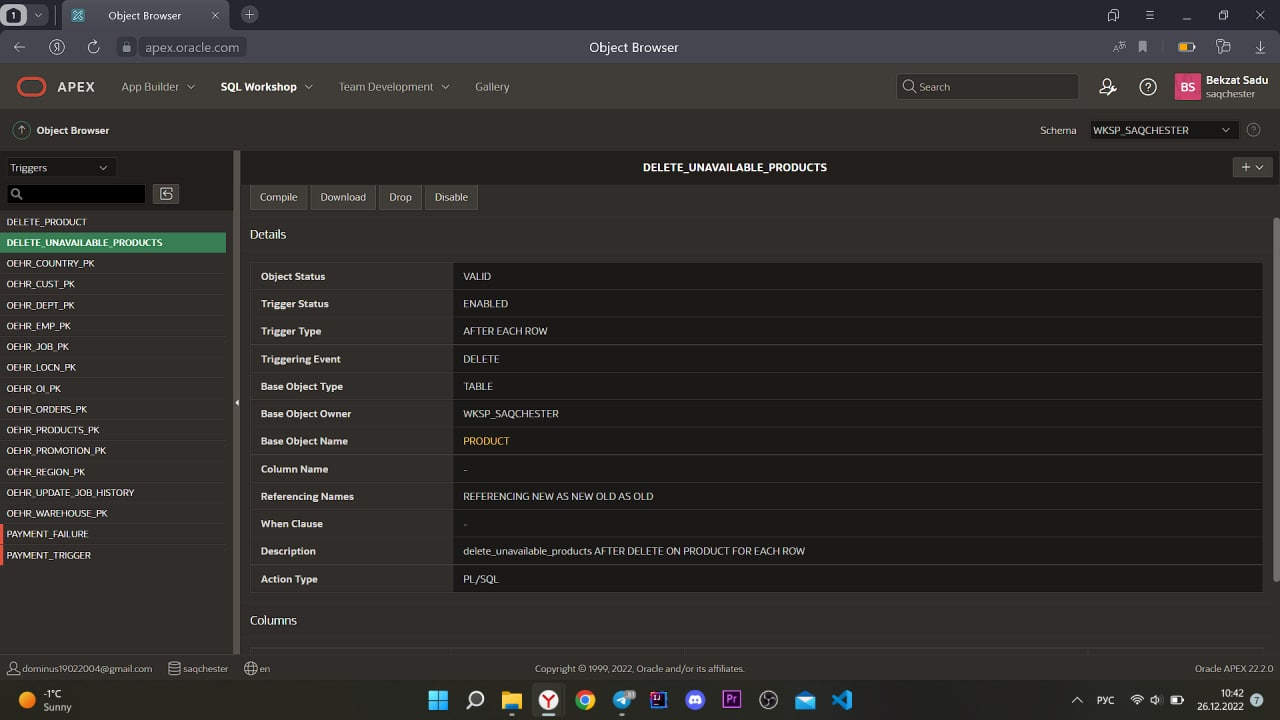 1
Object Browser
apex.oracle.com
Object Browser
APEX
App Builder
SQL Workshop
Team Development
Gallery
Search
BS
Bekzat Sadu
saqchester
Object Browser
Schema
WKSP_SAQCHESTER
Triggers
DELETE_UNAVAILABLE_PRODUCTS
DELETE_PRODUCT
DELETE_UNAVAILABLE_PRODUCTS
OEHR_COUNTRY_PK
OEHR_CUST_PK
OEHR_DEPT_PK
OEHR_EMP_PK
OEHR_JOB_PK
OEHR_LOCN_PK
OEHR_OI_PK
OEHR_ORDERS_PK
OEHR_PRODUCTS_PK
OEHR_PROMOTION_PK
OEHR_REGION_PK
OEHR_UPDATE_JOB_HISTORY
OEHR_WAREHOUSE_PK
PAYMENT_FAILURE
PAYMENT_TRIGGER
Compile Download Drop Disable
Details
Object Status VALID
Trigger Status ENABLED
Trigger Type AFTER EACH ROW
Triggering Event DELETE
Base Object Type TABLE
Base Object Owner WKSP_SAQCHESTER
Base Object Name PRODUCT
Column Name -
Referencing Names REFERENCING NEW AS NEW OLD AS OLD
When Clause -
Description delete_unavailable_products AFTER DELETE ON PRODUCT FOR EACH ROW
Action Type PL/SQL
Columns
dominus19022004@gmail.com saqchester en
Copyright © 1999, 2022, Oracle and/or its affiliates.
Oracle APEX 22.2.0
-1°C
Sunny
РУС
10:42
26.12.2022
7